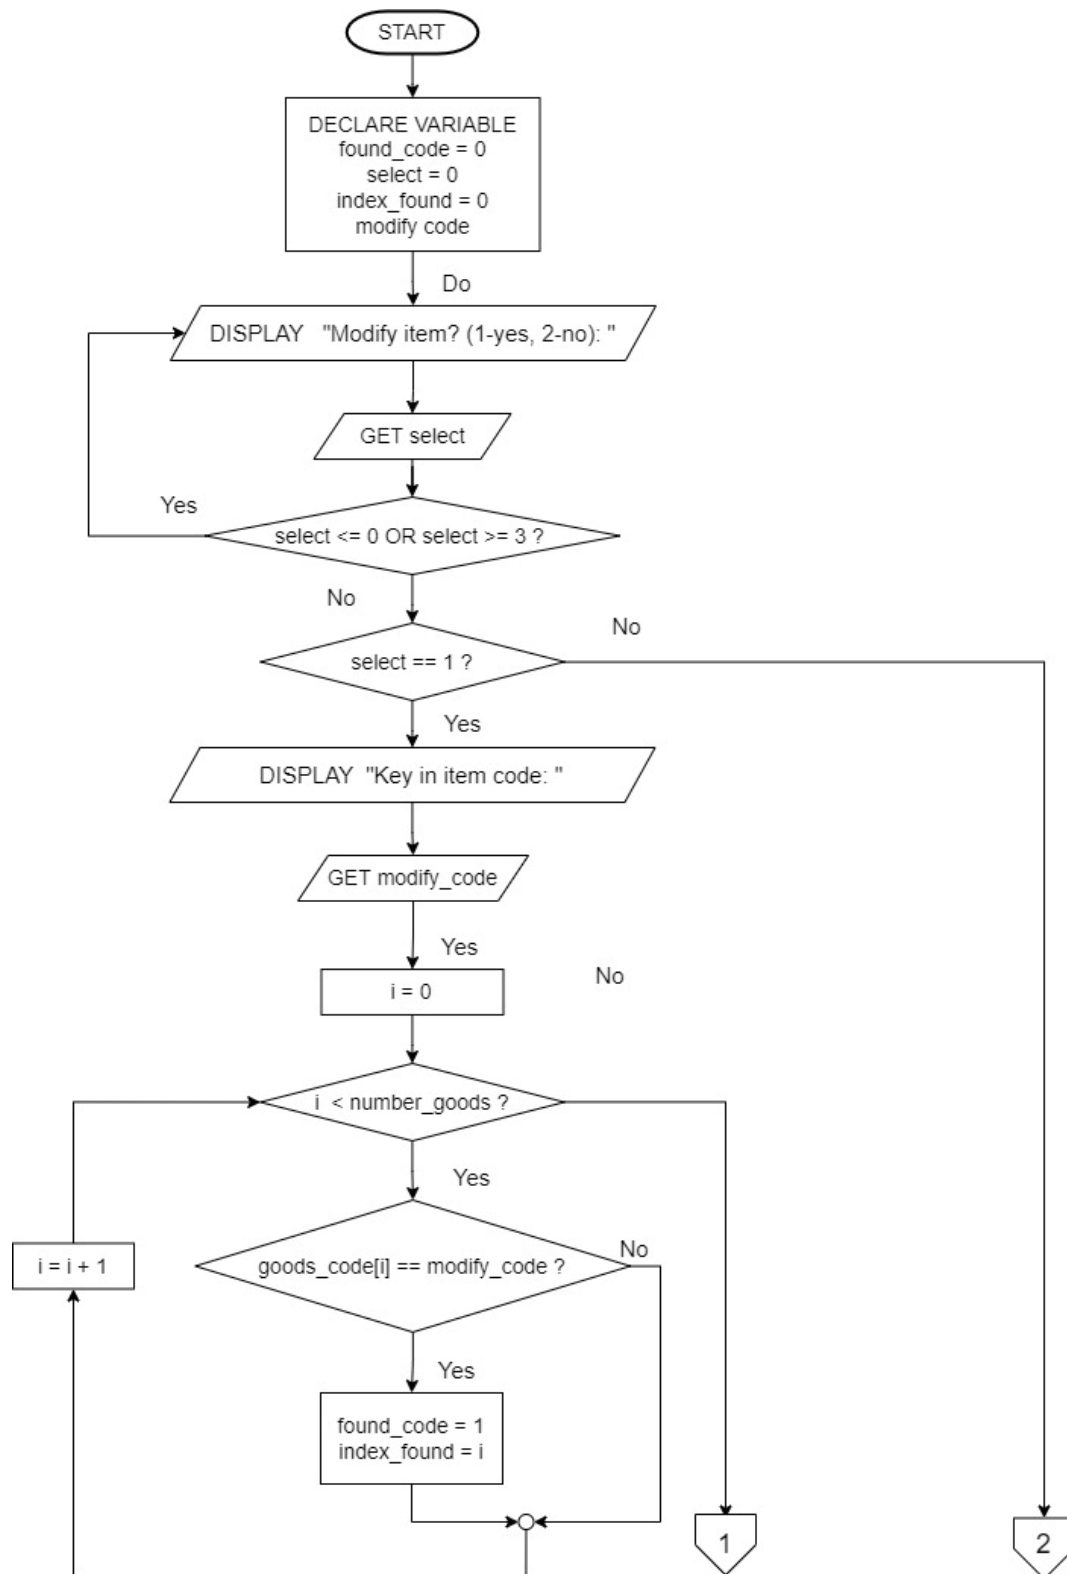 START
DECLARE VARIABLE
found_code = 0
select = 0
index_found = 0
modify code
Do
DISPLAY "Modify item? (1-yes, 2-no): "
GET select
Yes
select <= 0 OR select >= 3 ?
No
No
select == 1 ?
Yes
DISPLAY "Key in item code: "
GET modify_code
Yes
No
i = 0
i < number_goods ?
Yes
No
i = i + 1
goods_code[i] == modify_code ?
Yes
found_code = 1
index_found = i
1
2